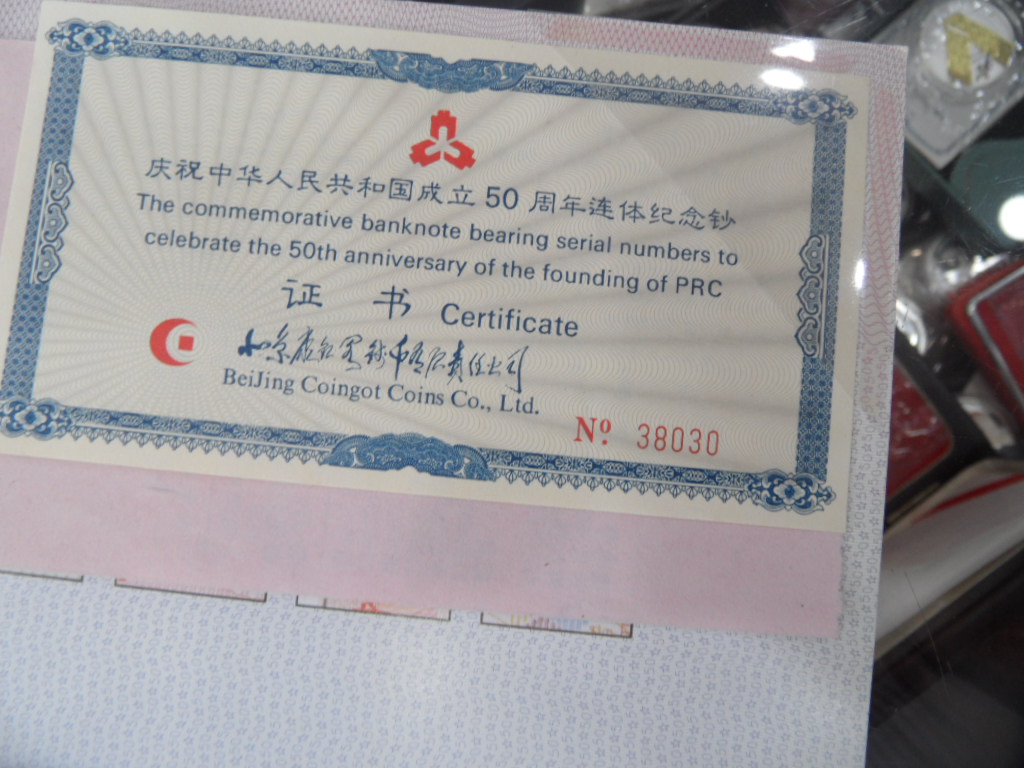 庆祝中华人民共和国成立 50 周年连体纪念钞
The commemorative banknote bearing serial numbers to
celebrate the 50th anniversary of the founding of PRC
证 书 Certificate
BeiJing Coingot Coins Co., Ltd.
Nº 38030